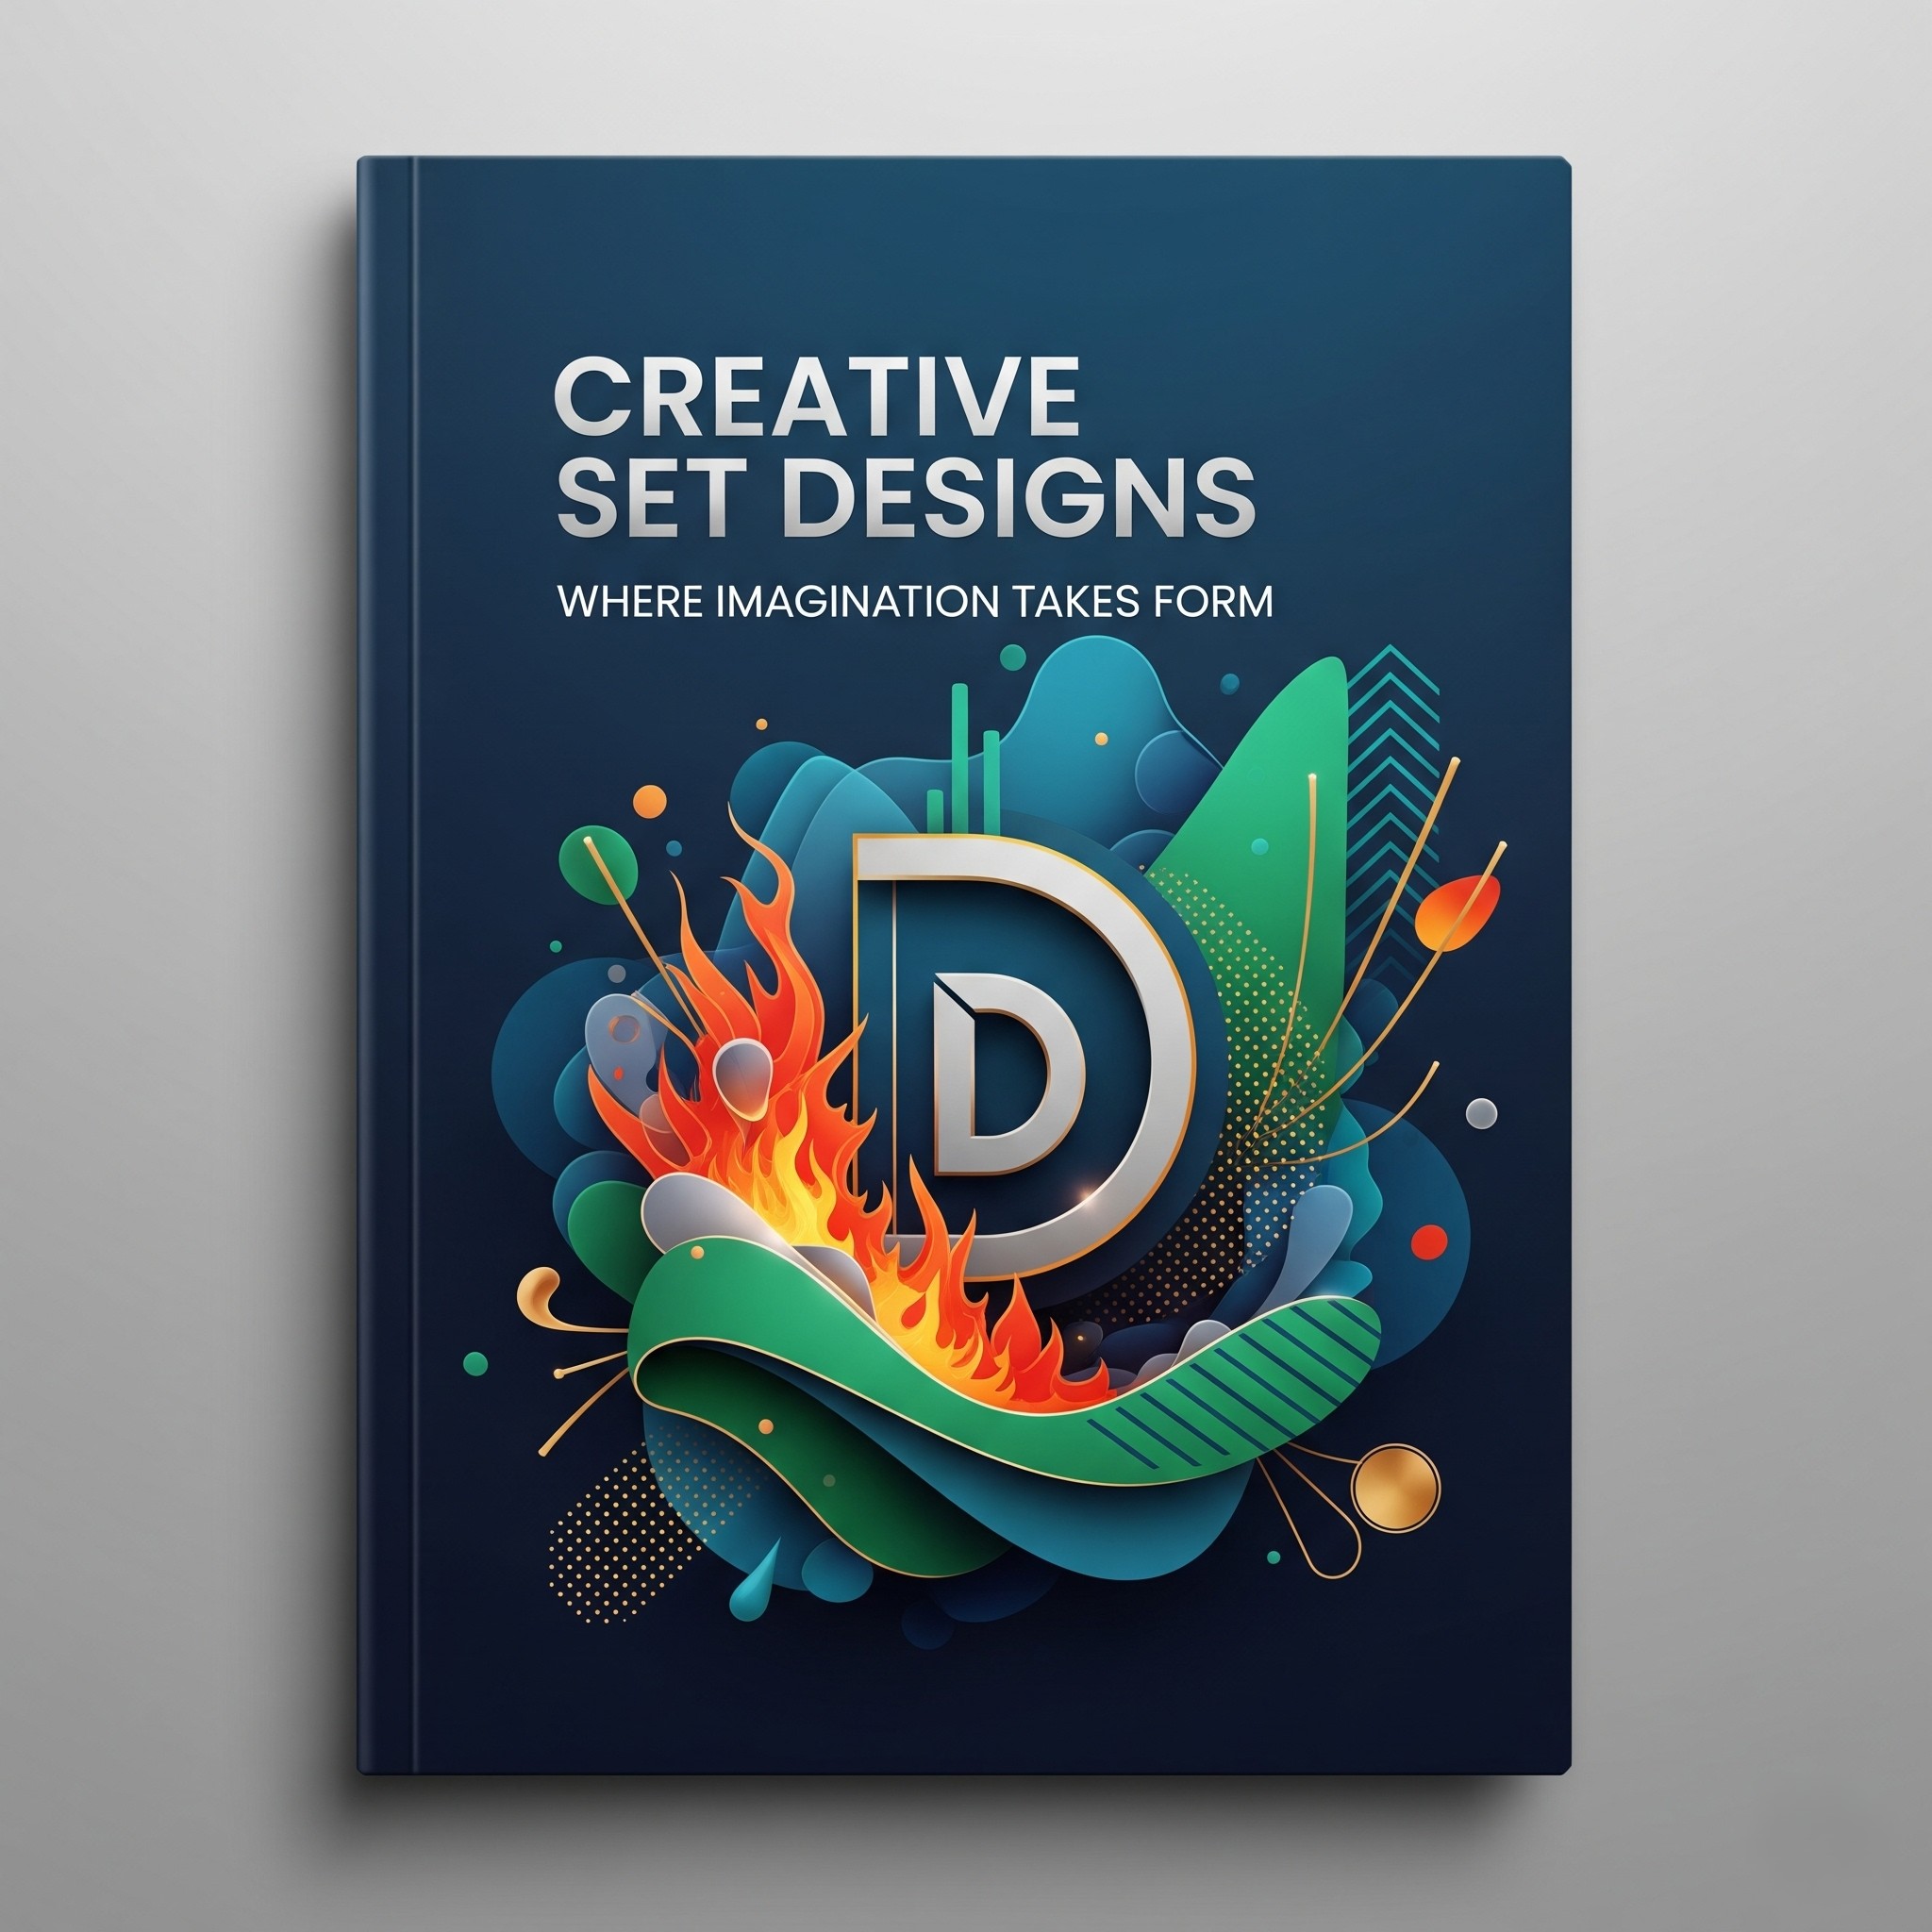 CREATIVE
SET DESIGNS
WHERE IMAGINATION TAKES FORM
D
D